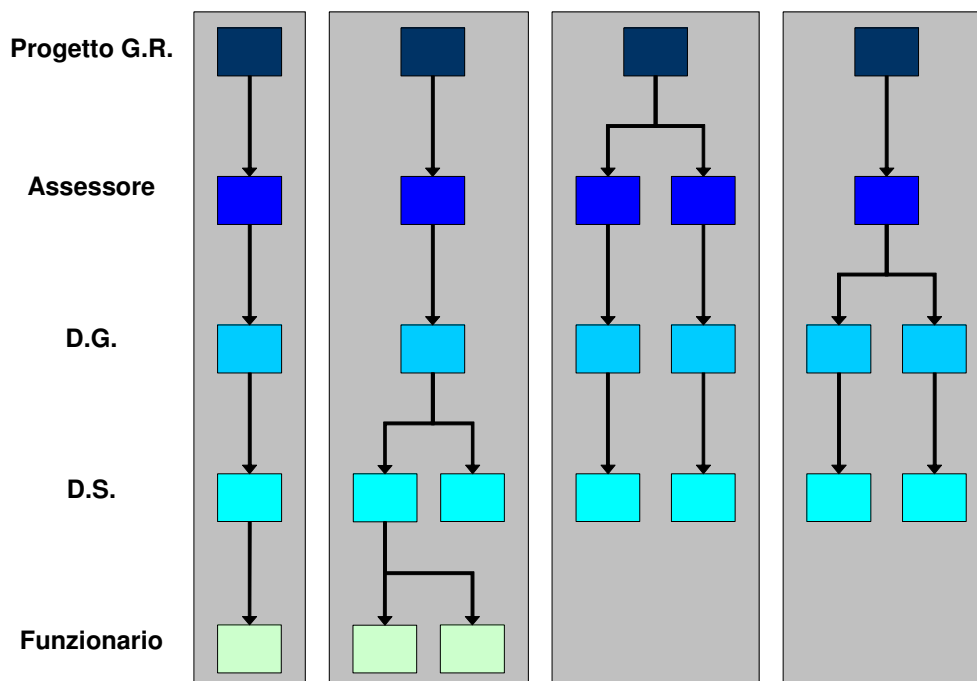 Progetto G.R.
Assessore
D.G.
D.S.
Funzionario